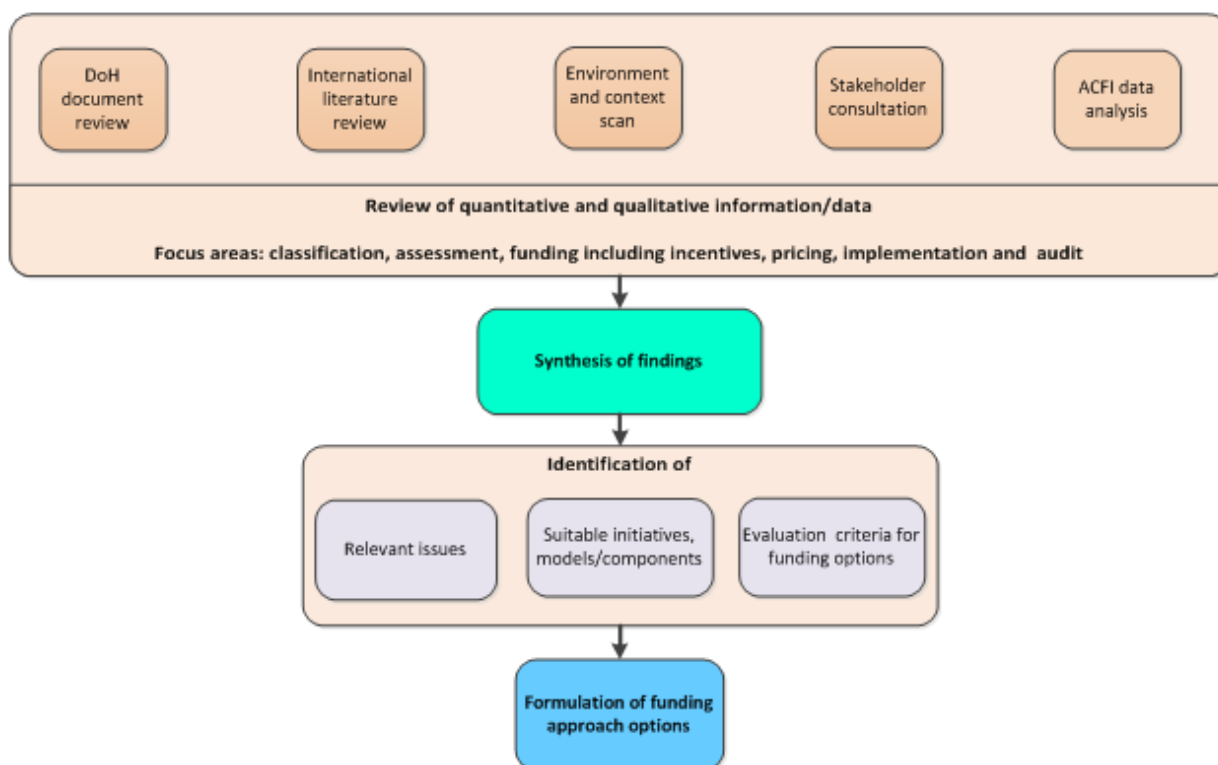 DoH
document
review
International
literature
review
Environment
and context
scan
Stakeholder
consultation
ACFI data
analysis
Review of quantitative and qualitative information/data
Focus areas: classification, assessment, funding including incentives, pricing, implementation and audit
Synthesis of findings
Identification of
Relevant issues
Suitable initiatives,
models/components
Evaluation criteria for
funding options
Formulation of funding
approach options